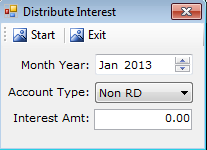 Distribute Interest
Start Exit
Month Year: Jan 2013
Account Type: Non RD
Interest Amt: 0.00